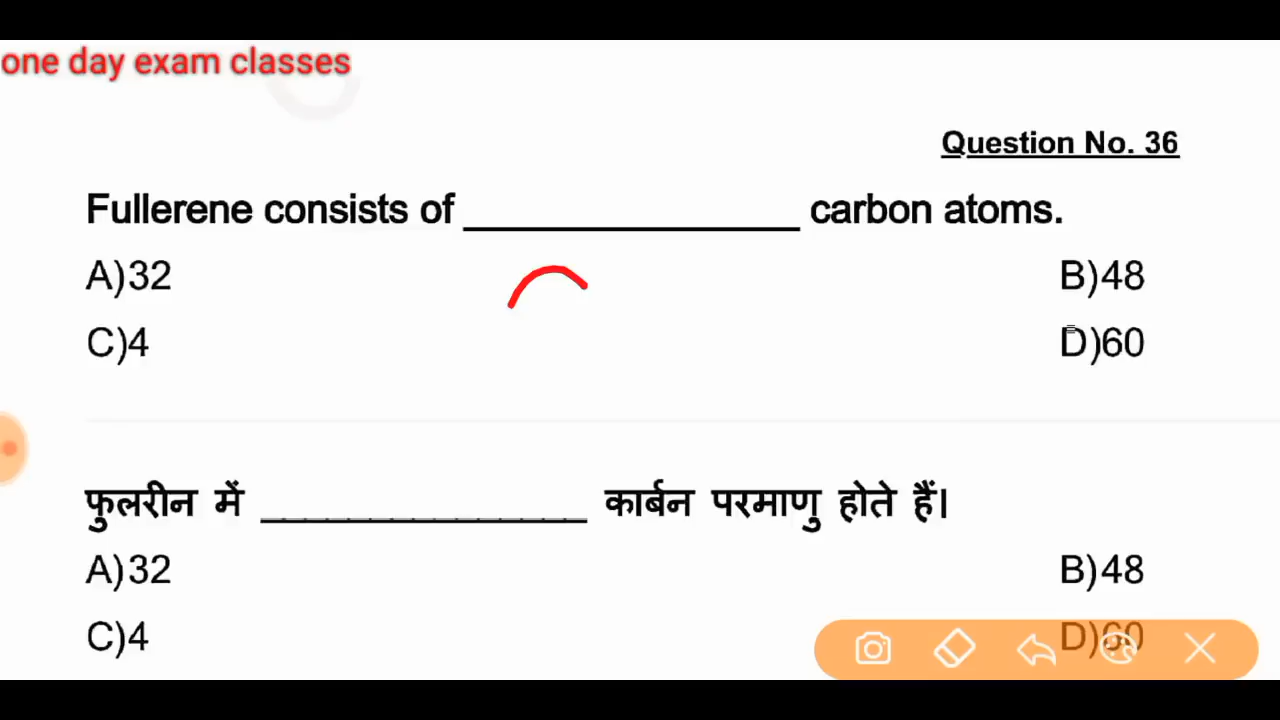 one day exam classes
Question No. 36
Fullerene consists of ________________ carbon atoms.
A)32 B)48
C)4 D)60
फुलरीन में ________________ कार्बन परमाणु होते हैं।
A)32 B)48
C)4 D)60